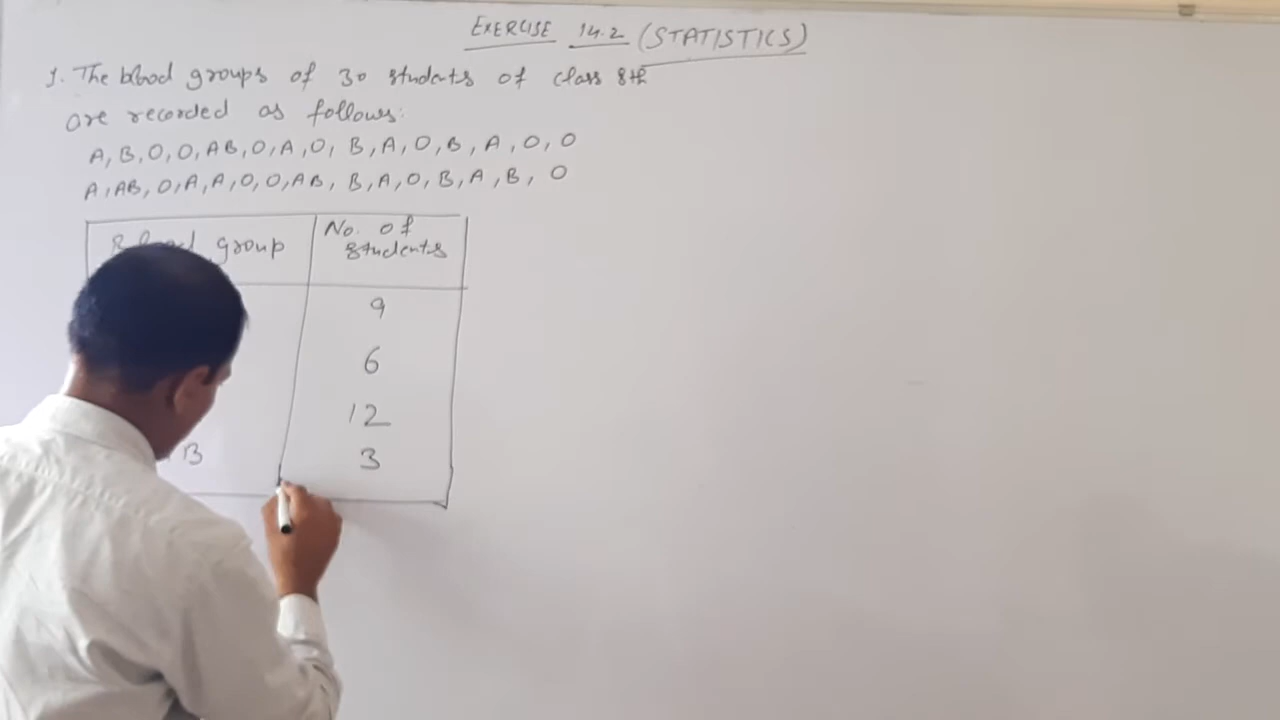 EXERCISE 14.2 (STATISTICS)
1. The blood groups of 30 students of class 8th
are recorded as follows:
A, B, O, O, AB, O, A, O, B, A, O, B, A, O, O
A, AB, O, A, A, O, O, AB, B, A, O, B, A, B, O
group No. of students
9
6
12
B 3